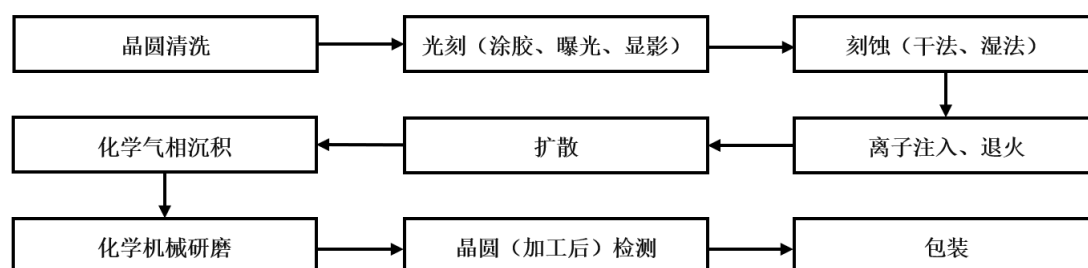 晶圆清洗
光刻（涂胶、曝光、显影）
刻蚀（干法、湿法）
离子注入、退火
扩散
化学气相沉积
化学机械研磨
晶圆（加工后）检测
包装